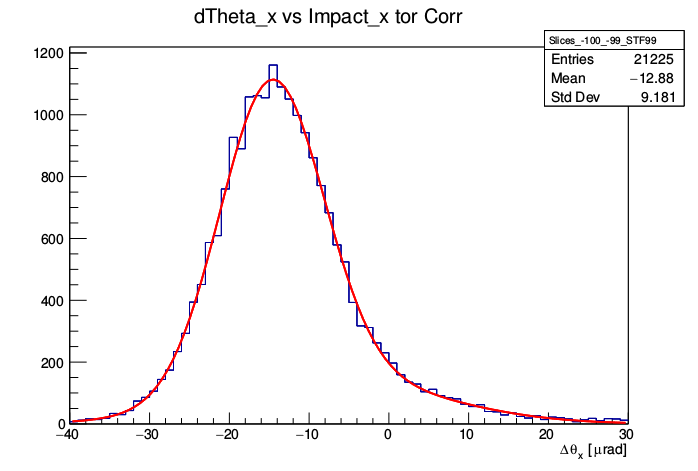 dTheta_x vs Impact_x tor Corr
Slices_-100_-99_STF99
Entries 21225
Mean −12.88
Std Dev 9.181
1200
1000
800
600
400
200
0
−40 −30 −20 −10 0 10 20 30
Δθx [μrad]